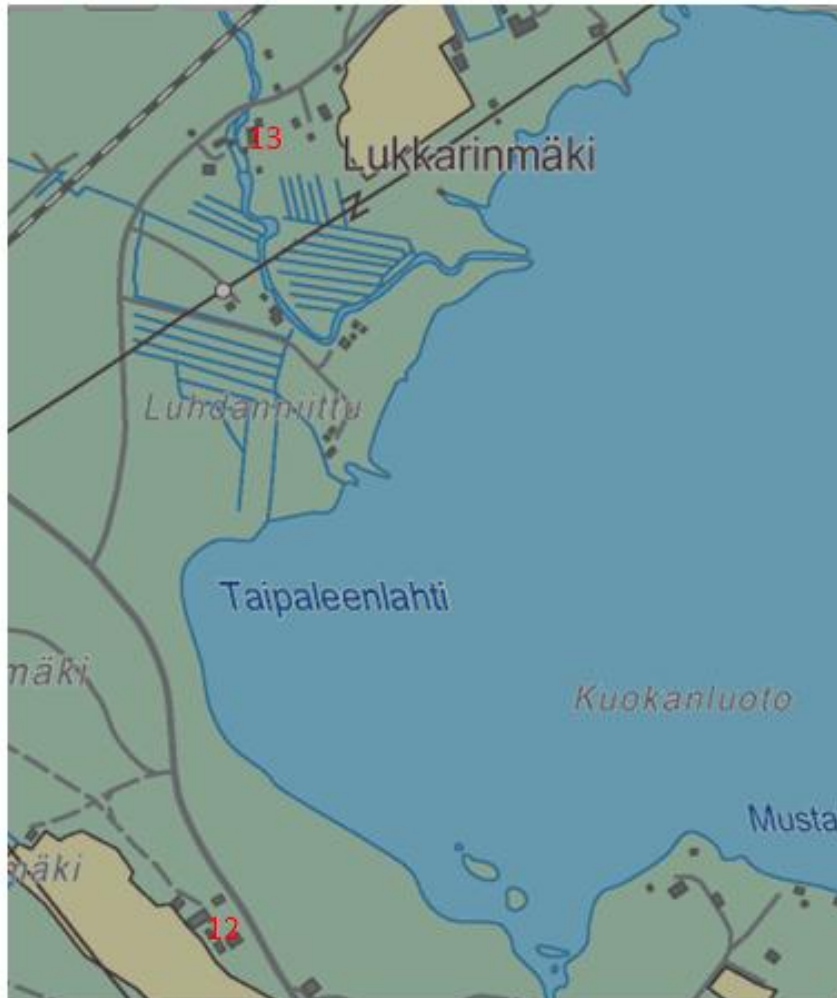 13
Lukkarinmäki
Z
Luhdanniittu
Taipaleenlahti
mäki
Kuokanluoto
Musta
mäki
12